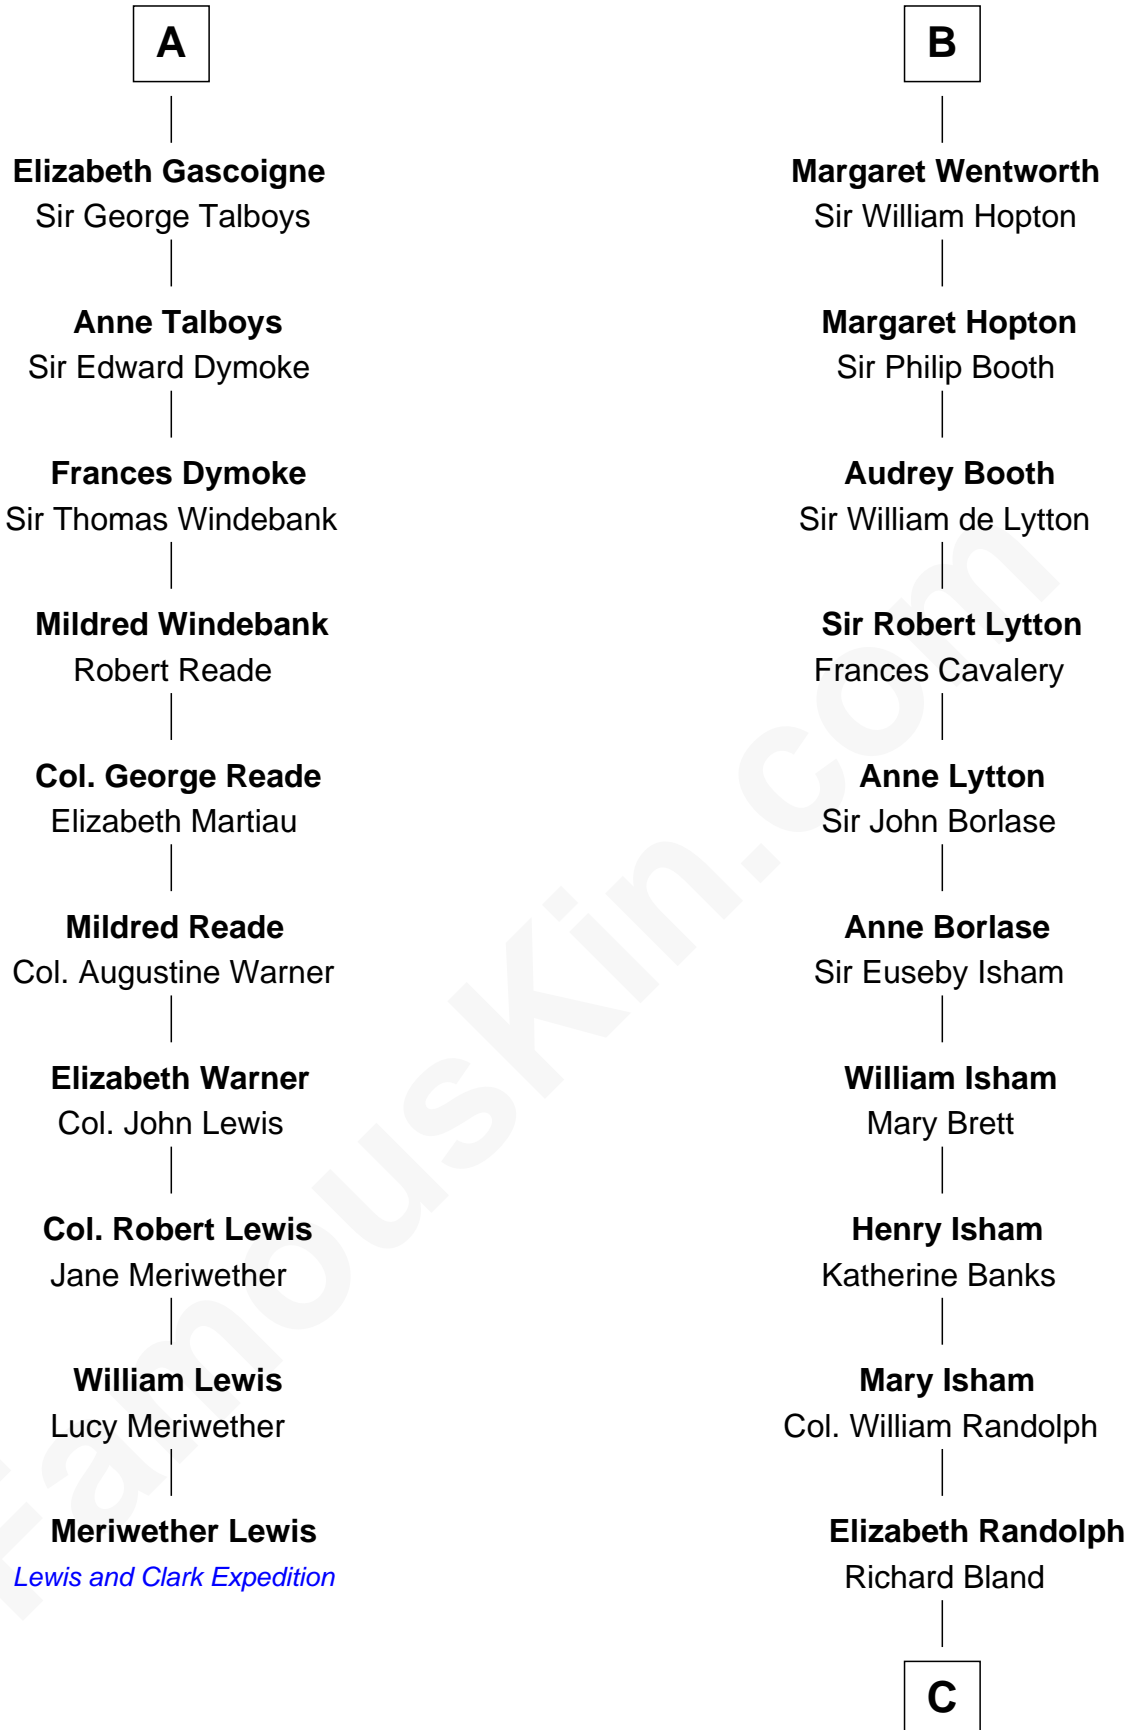 A
Elizabeth Gascoigne
Sir George Talboys
Anne Talboys
Sir Edward Dymoke
Frances Dymoke
Sir Thomas Windebank
Mildred Windebank
Robert Reade
Col. George Reade
Elizabeth Martiau
Mildred Reade
Col. Augustine Warner
Elizabeth Warner
Col. John Lewis
Col. Robert Lewis
Jane Meriwether
William Lewis
Lucy Meriwether
Meriwether Lewis
Lewis and Clark Expedition
B
Margaret Wentworth
Sir William Hopton
Margaret Hopton
Sir Philip Booth
Audrey Booth
Sir William de Lytton
Sir Robert Lytton
Frances Cavalery
Anne Lytton
Sir John Borlase
Anne Borlase
Sir Euseby Isham
William Isham
Mary Brett
Henry Isham
Katherine Banks
Mary Isham
Col. William Randolph
Elizabeth Randolph
Richard Bland
C
FamousKin.com